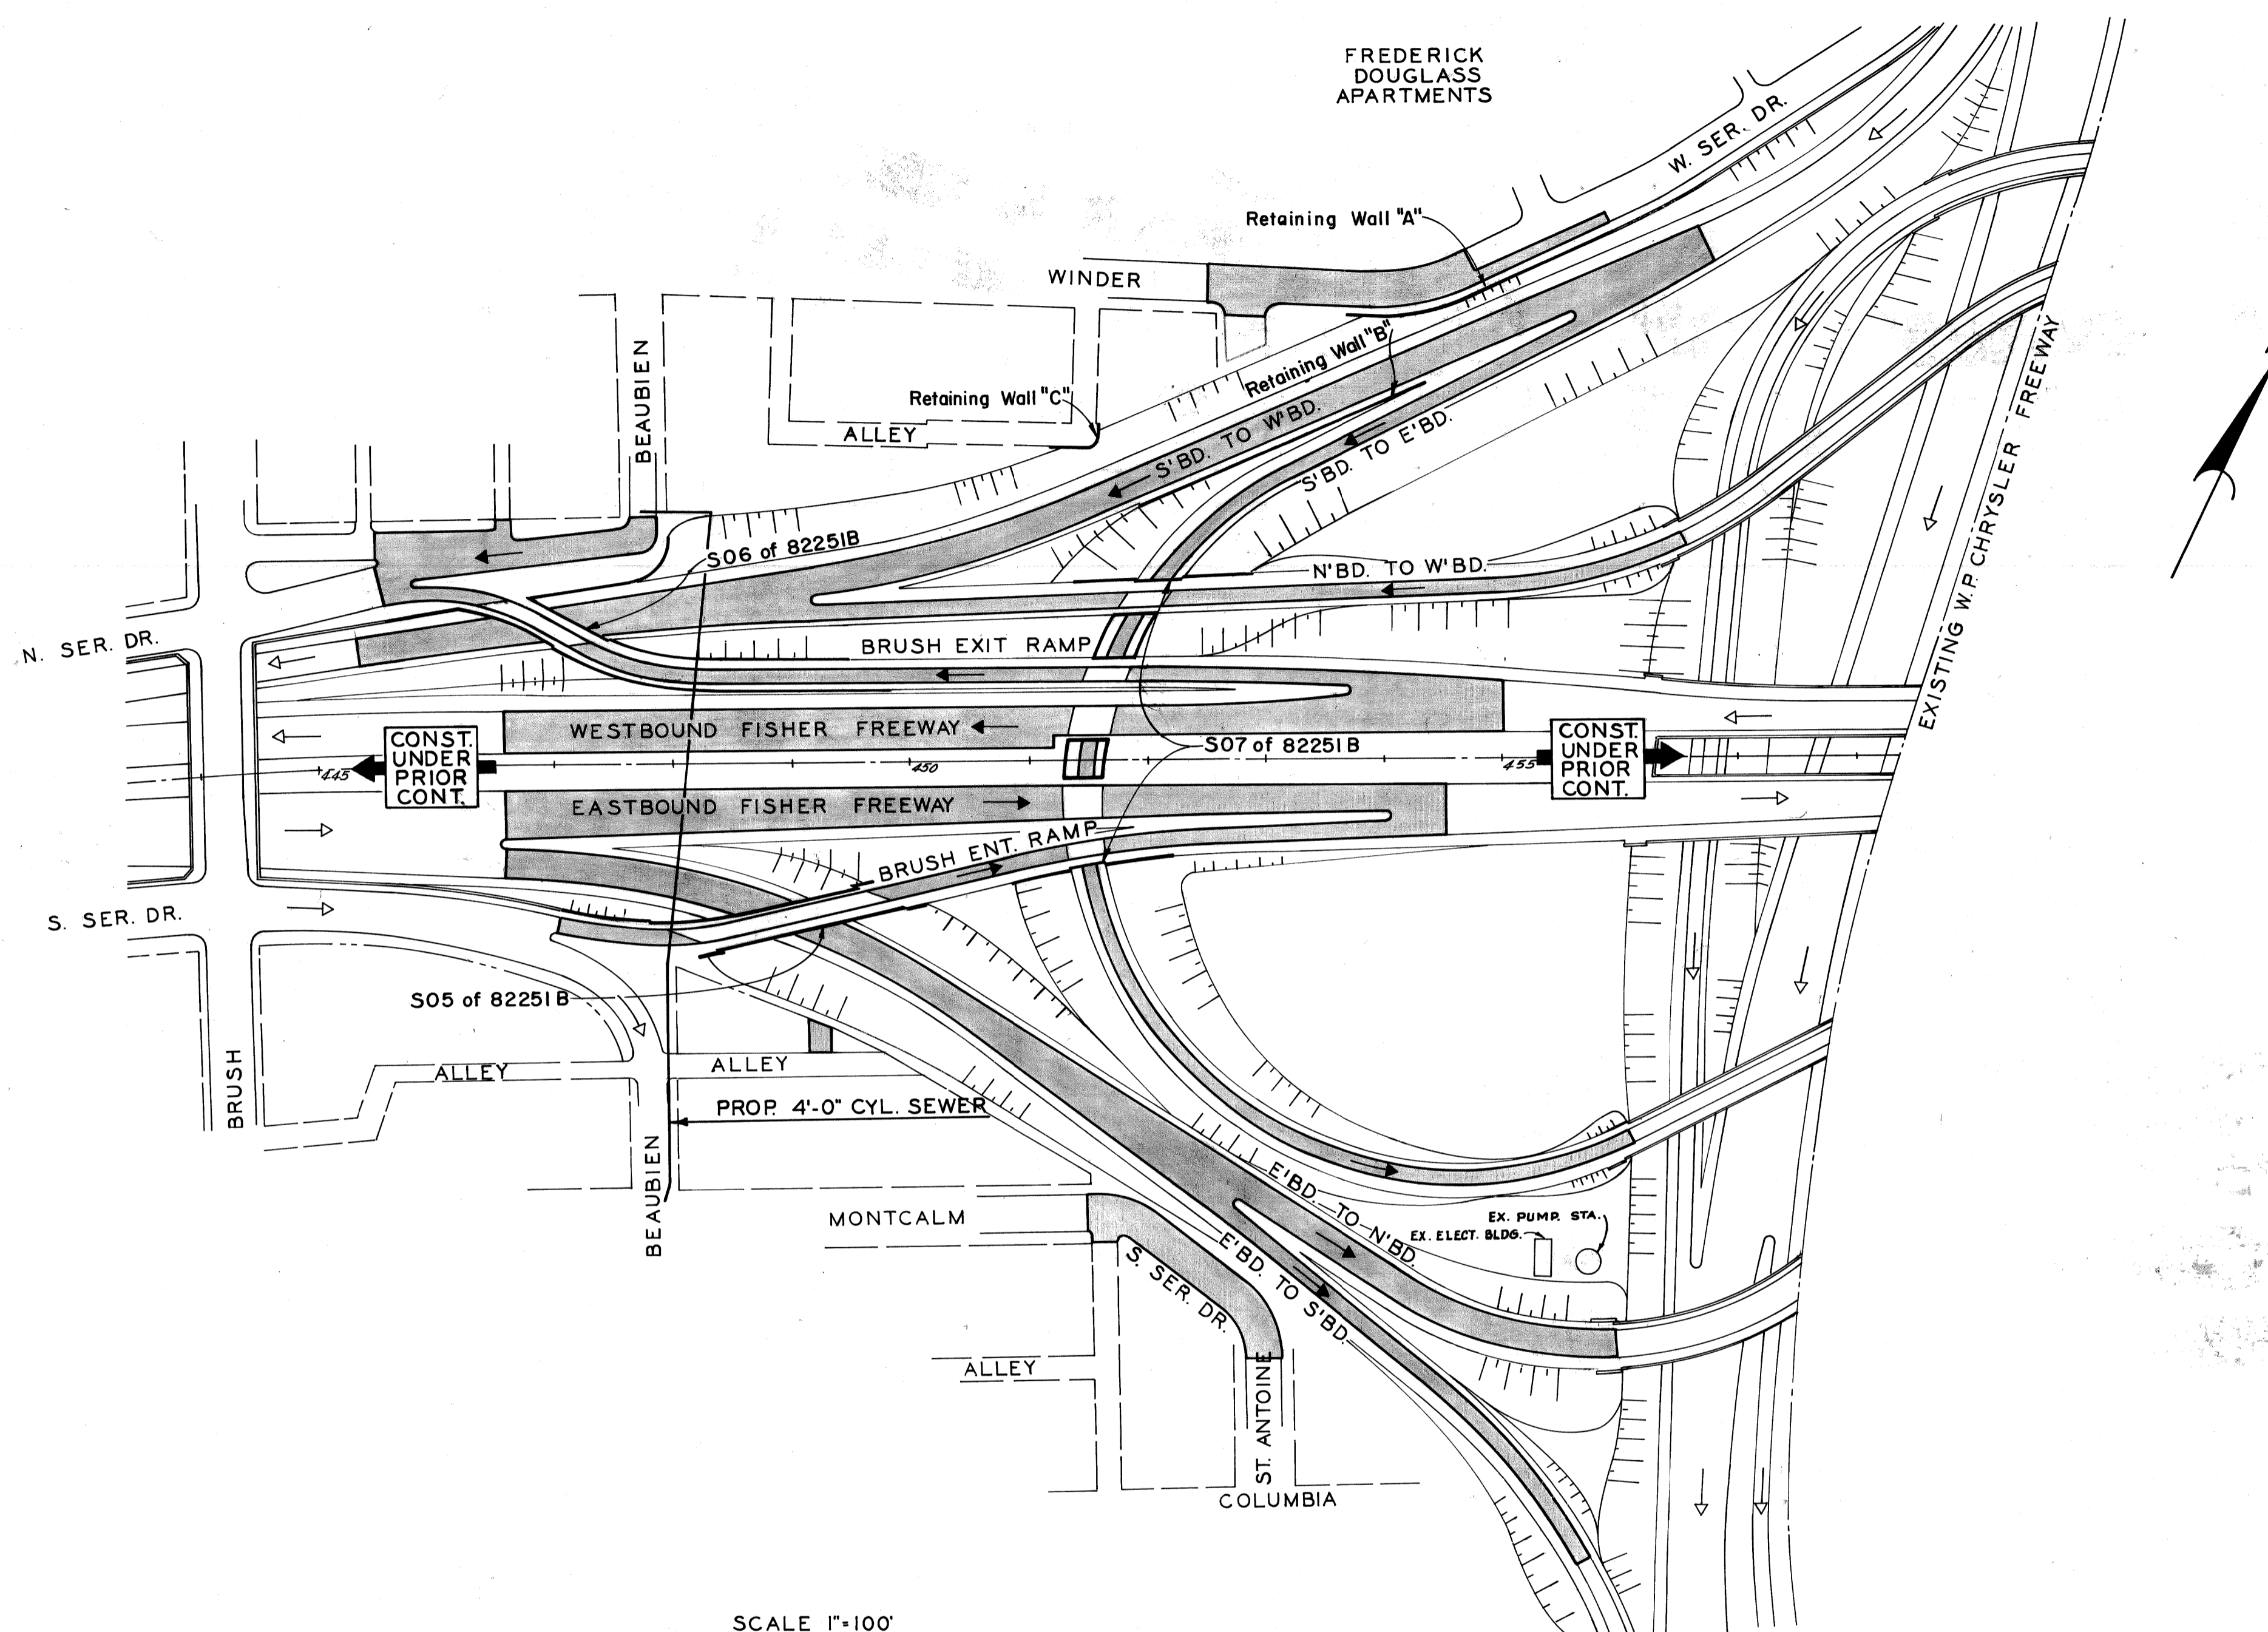 FREDERICK
DOUGLASS
APARTMENTS
W. SER. DR.
Retaining Wall "A"
WINDER
Retaining Wall "B"
BEAUBIEN
Retaining Wall "C"
ALLEY
S'BD. TO W'BD.
S'BD. TO E'BD.
EXISTING W.P. CHRYSLER FREEWAY
S06 of 82251B
N'BD. TO W'BD.
N. SER. DR.
BRUSH EXIT RAMP
WESTBOUND FISHER FREEWAY
CONST.
UNDER
PRIOR
CONT.
S07 of 82251B
CONST.
UNDER
PRIOR
CONT.
445
450
455
EASTBOUND FISHER FREEWAY
BRUSH ENT. RAMP
S. SER. DR.
S05 of 82251B
BRUSH
ALLEY
ALLEY
PROP. 4'-0" CYL. SEWER
BEAUBIEN
MONTCALM
E'BD. TO N'BD.
EX. PUMP. STA.
EX. ELECT. BLDG.
E'BD. TO S'BD.
S. SER. DR.
ALLEY
ST. ANTOINE
COLUMBIA
SCALE 1"=100'